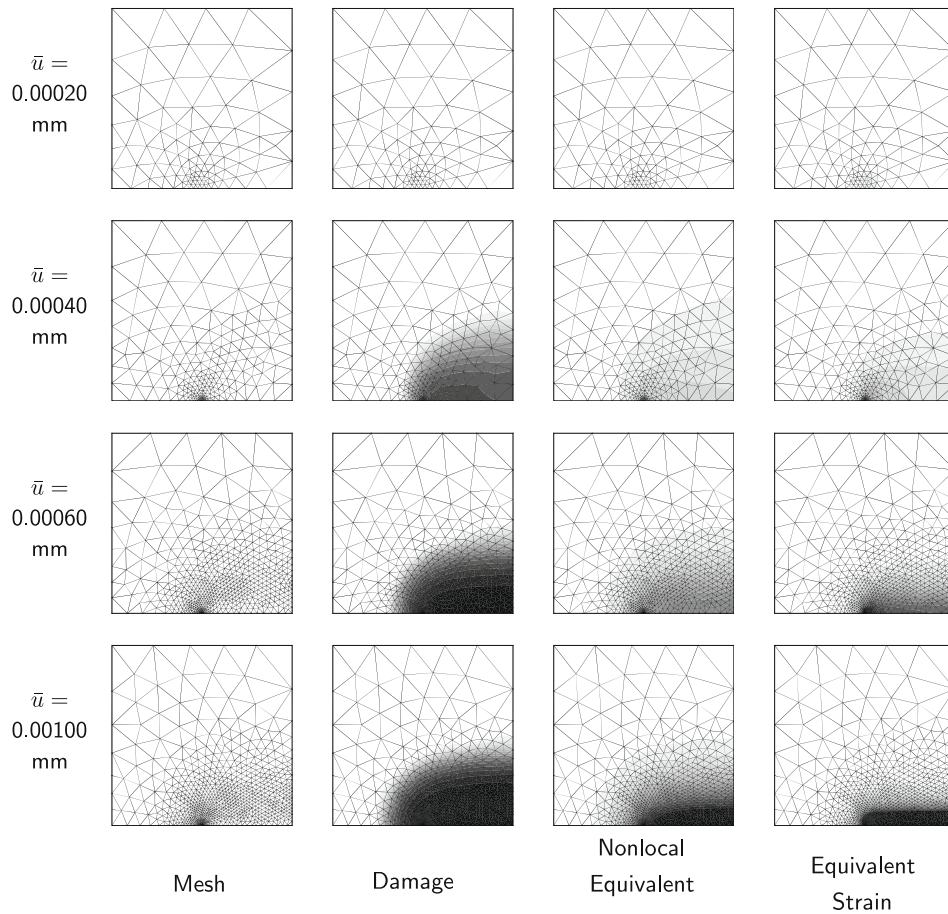 ū =
0.00020
mm
ū =
0.00040
mm
ū =
0.00060
mm
ū =
0.00100
mm
Mesh
Damage
Nonlocal
Equivalent
Equivalent
Strain